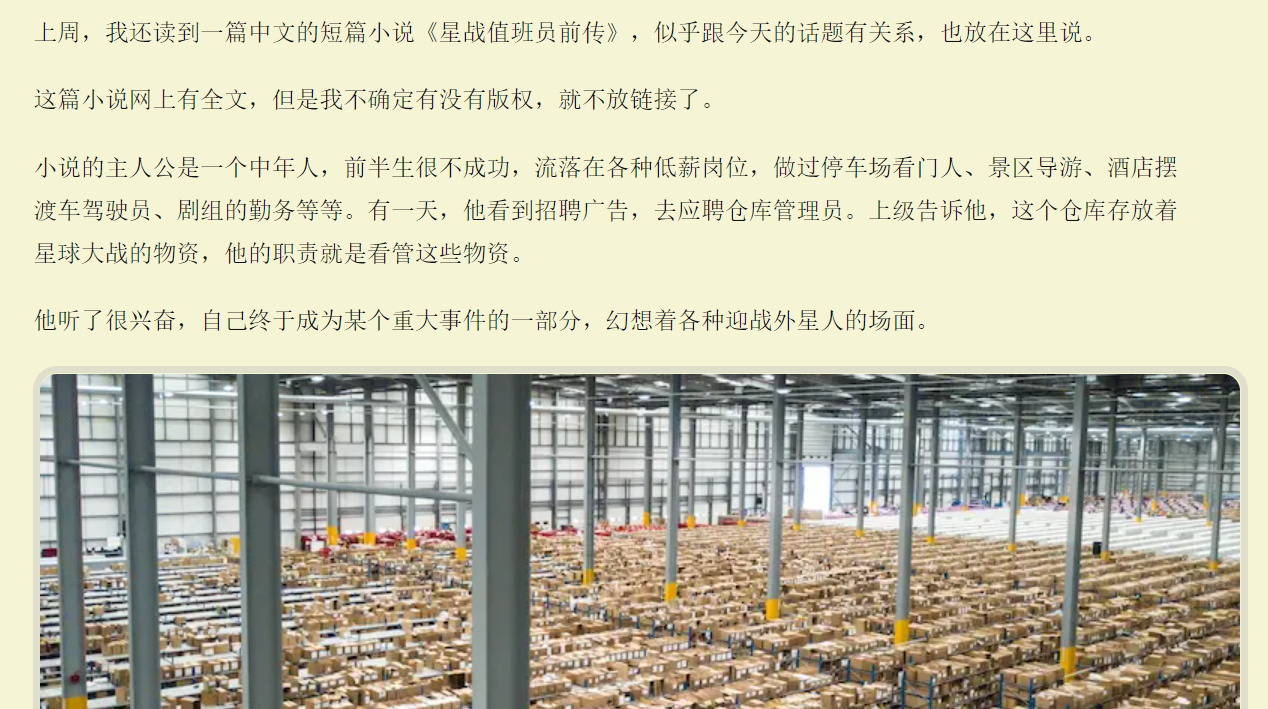 上周，我还读到一篇中文的短篇小说《星战值班员前传》，似乎跟今天的话题有关系，也放在这里说。
这篇小说网上有全文，但是我不确定有没有版权，就不放链接了。
小说的主人公是一个中年人，前半生很不成功，流落在各种低薪岗位，做过停车场看门人、景区导游、酒店摆
渡车驾驶员、剧组的勤务等等。有一天，他看到招聘广告，去应聘仓库管理员。上级告诉他，这个仓库存放着
星球大战的物资，他的职责就是看管这些物资。
他听了很兴奋，自己终于成为某个重大事件的一部分，幻想着各种迎战外星人的场面。